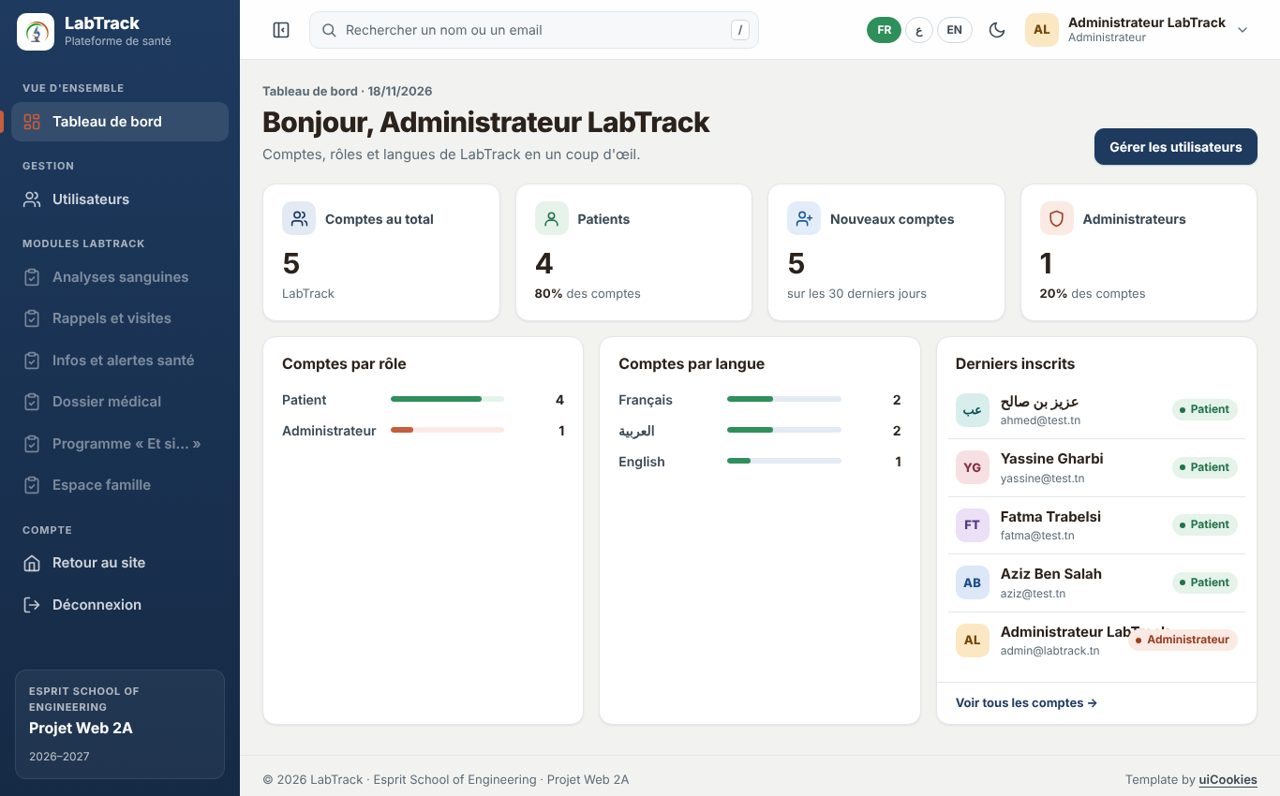 LabTrack
Plateforme de santé
VUE D'ENSEMBLE
Tableau de bord
GESTION
Utilisateurs
MODULES LABTRACK
Analyses sanguines
Rappels et visites
Infos et alertes santé
Dossier médical
Programme « Et si... »
Espace famille
COMPTE
Retour au site
Déconnexion
ESPRIT SCHOOL OF
ENGINEERING
Projet Web 2A
2026–2027
Rechercher un nom ou un email
/
FR
ع
EN
AL
Administrateur LabTrack
Administrateur
Tableau de bord · 18/11/2026
Bonjour, Administrateur LabTrack
Comptes, rôles et langues de LabTrack en un coup d'œil.
Gérer les utilisateurs
Comptes au total
5
LabTrack
Patients
4
80% des comptes
Nouveaux comptes
5
sur les 30 derniers jours
Administrateurs
1
20% des comptes
Comptes par rôle
Patient 4
Administrateur 1
Comptes par langue
Français 2
العربية 2
English 1
Derniers inscrits
عب
عزيز بن صالح
ahmed@test.tn
Patient
YG
Yassine Gharbi
yassine@test.tn
Patient
FT
Fatma Trabelsi
fatma@test.tn
Patient
AB
Aziz Ben Salah
aziz@test.tn
Patient
AL
Administrateur LabTrack
admin@labtrack.tn
Administrateur
Voir tous les comptes →
© 2026 LabTrack · Esprit School of Engineering · Projet Web 2A
Template by uiCookies